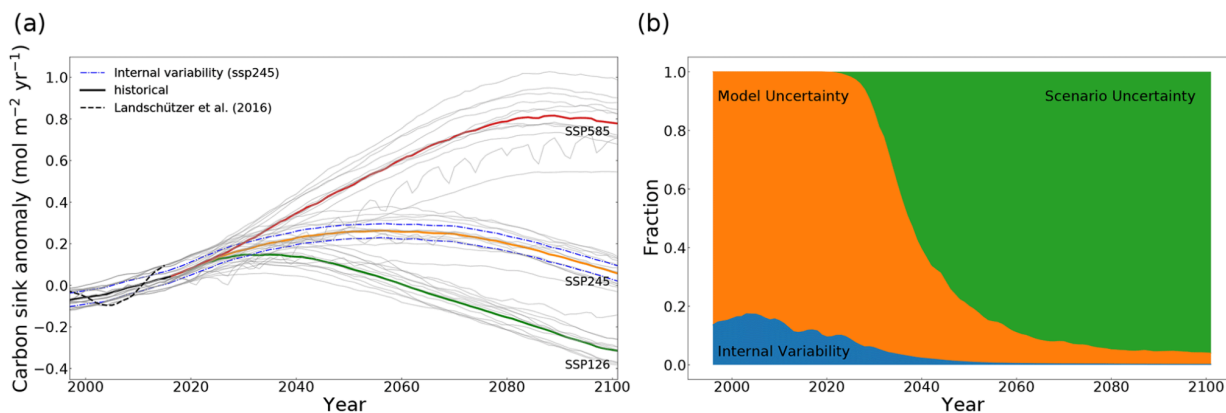 (a)
Carbon sink anomaly (mol m⁻² yr⁻¹)
1.0
0.8
0.6
0.4
0.2
0.0
−0.2
−0.4
Internal variability (ssp245)
historical
Landschützer et al. (2016)
SSP585
SSP245
SSP126
2000 2020 2040 2060 2080 2100
Year
(b)
Fraction
1.0
0.8
0.6
0.4
0.2
0.0
Model Uncertainty
Scenario Uncertainty
Internal Variability
2000 2020 2040 2060 2080 2100
Year